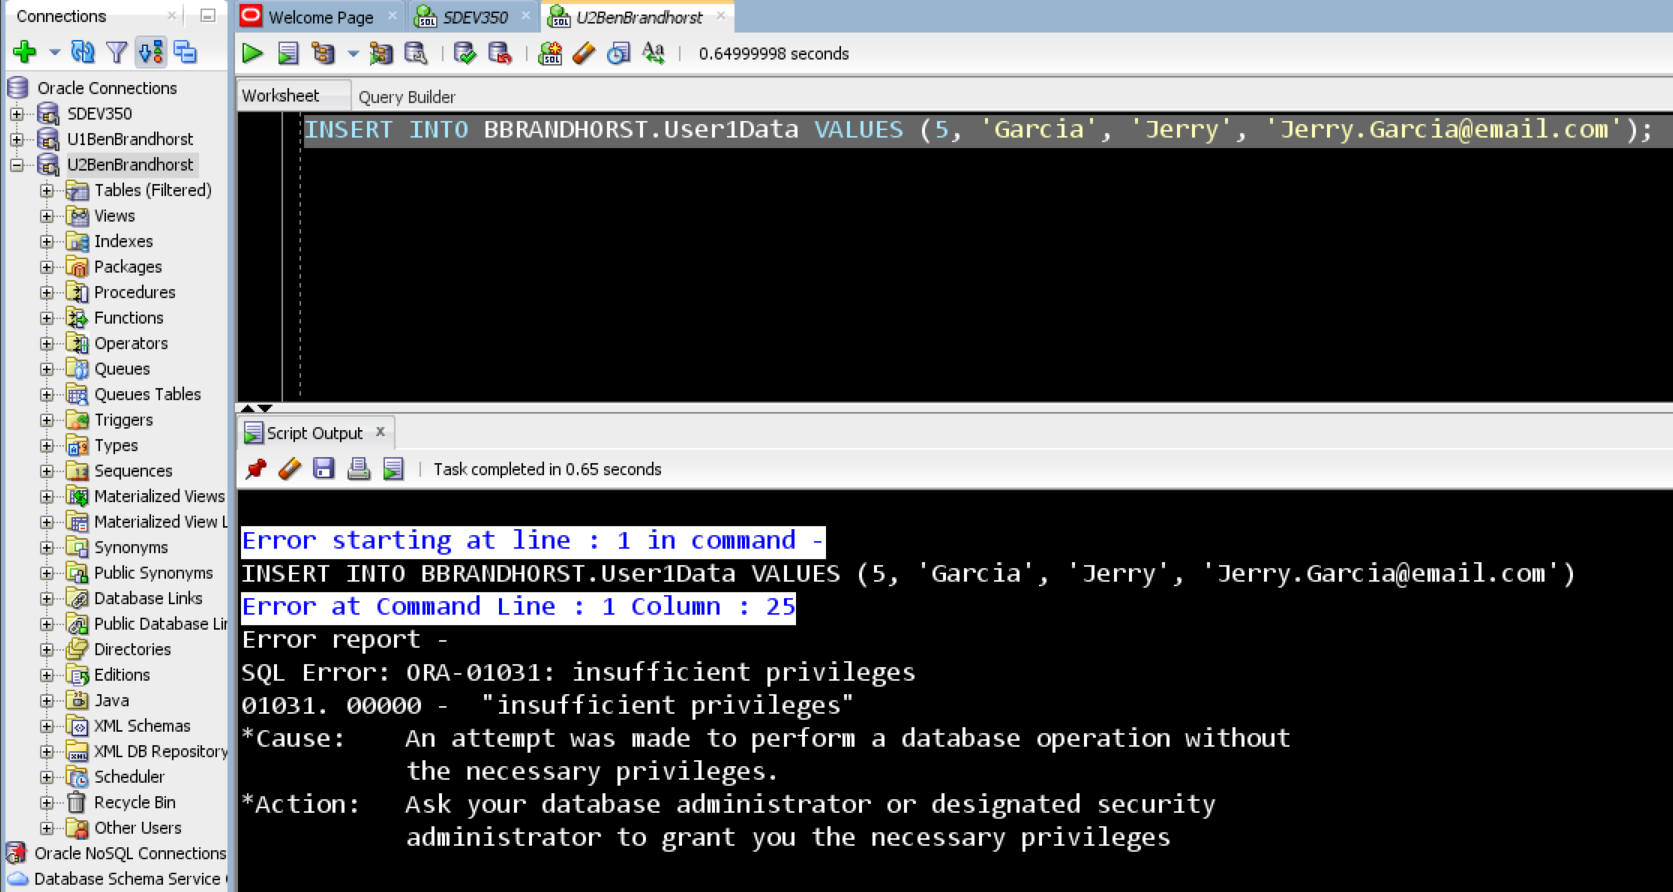 Connections
Oracle Connections
SDEV350
U1BenBrandhorst
U2BenBrandhorst
Tables (Filtered)
Views
Indexes
Packages
Procedures
Functions
Operators
Queues
Queues Tables
Triggers
Types
Sequences
Materialized Views
Materialized View L
Synonyms
Public Synonyms
Database Links
Public Database Lin
Directories
Editions
Java
XML Schemas
XML DB Repository
Scheduler
Recycle Bin
Other Users
Oracle NoSQL Connections
Database Schema Service
Welcome Page
SDEV350
U2BenBrandhorst
0.64999998 seconds
Worksheet Query Builder
INSERT INTO BBRANDHORST.User1Data VALUES (5, 'Garcia', 'Jerry', 'Jerry.Garcia@email.com');
Script Output x
Task completed in 0.65 seconds
Error starting at line : 1 in command -
INSERT INTO BBRANDHORST.User1Data VALUES (5, 'Garcia', 'Jerry', 'Jerry.Garcia@email.com')
Error at Command Line : 1 Column : 25
Error report -
SQL Error: ORA-01031: insufficient privileges
01031. 00000 -  "insufficient privileges"
*Cause:    An attempt was made to perform a database operation without
the necessary privileges.
*Action:   Ask your database administrator or designated security
administrator to grant you the necessary privileges